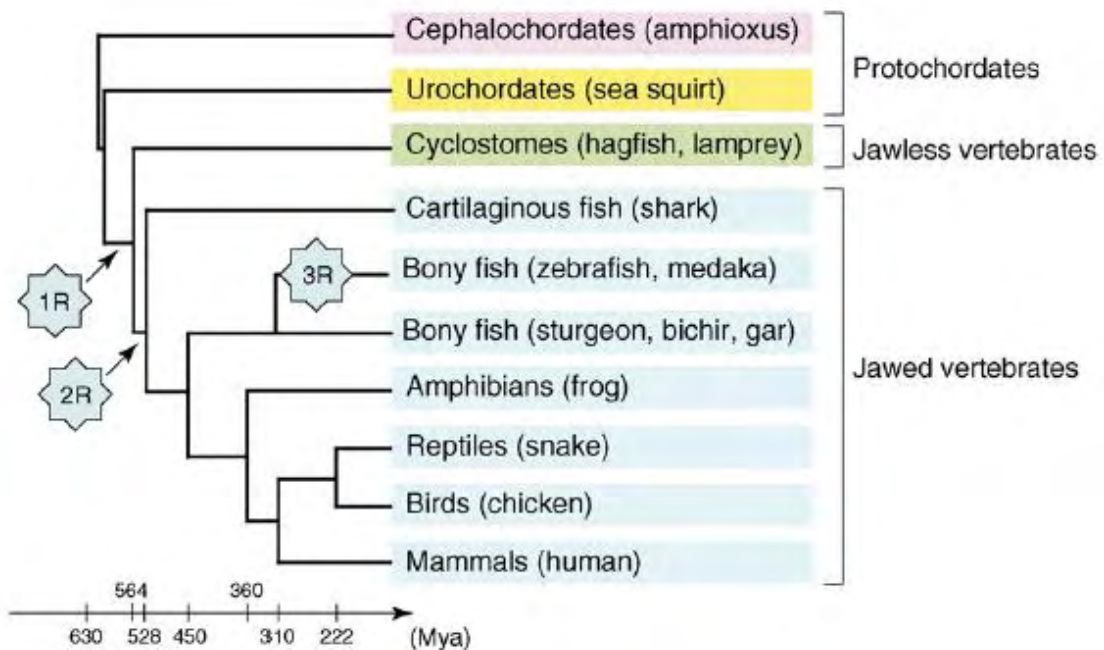 Cephalochordates (amphioxus)
Protochordates
Urochordates (sea squirt)
Cyclostomes (hagfish, lamprey)
Jawless vertebrates
Cartilaginous fish (shark)
3R
Bony fish (zebrafish, medaka)
1R
Bony fish (sturgeon, bichir, gar)
Jawed vertebrates
2R
Amphibians (frog)
Reptiles (snake)
Birds (chicken)
Mammals (human)
564 360
630 528 450 310 222 (Mya)